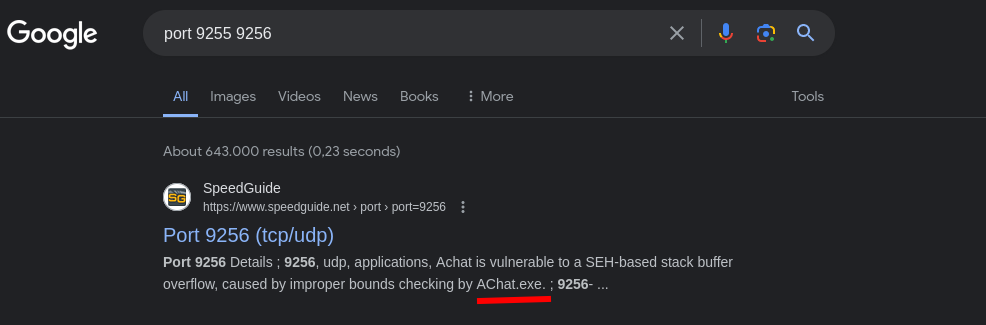 Google
port 9255 9256
All Images Videos News Books More Tools
About 643.000 results (0,23 seconds)
SG
SpeedGuide
https://www.speedguide.net › port › port=9256
Port 9256 (tcp/udp)
Port 9256 Details ; 9256, udp, applications, Achat is vulnerable to a SEH-based stack buffer
overflow, caused by improper bounds checking by AChat.exe. ; 9256- ...